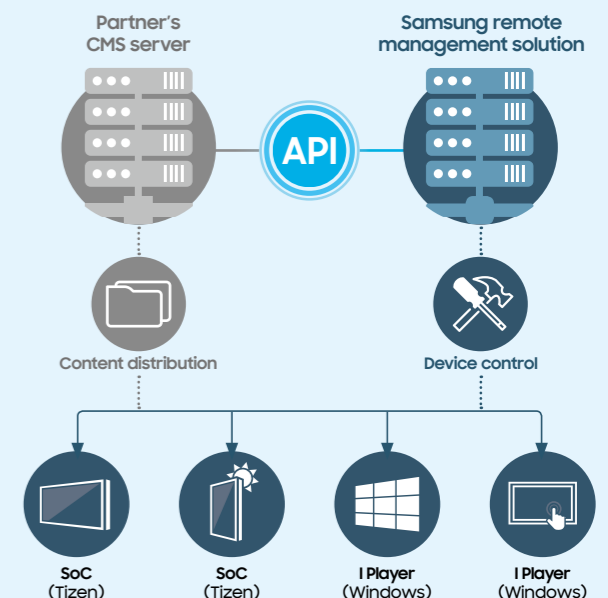 Partner's
CMS server
Samsung remote
management solution
API
Content distribution
Device control
SoC
(Tizen)
SoC
(Tizen)
I Player
(Windows)
I Player
(Windows)